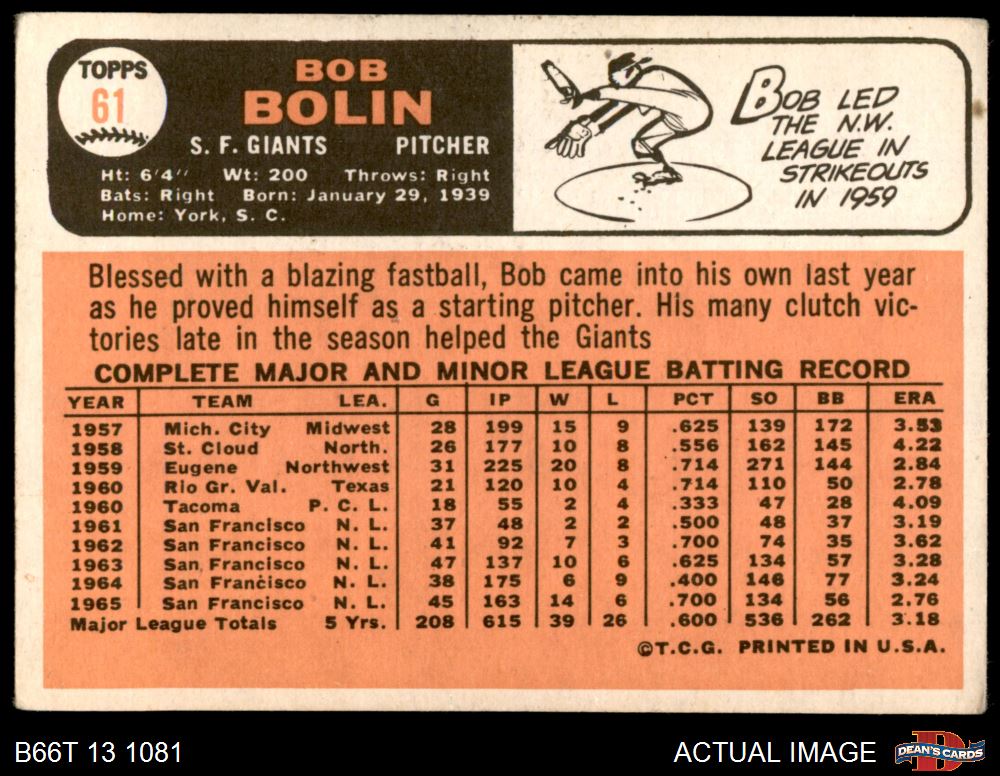 TOPPS
61
BOB
BOLIN
S. F. GIANTS PITCHER
Ht: 6'4" Wt: 200 Throws: Right
Bats: Right Born: January 29, 1939
Home: York, S. C.
BOB LED
THE N.W.
LEAGUE IN
STRIKEOUTS
IN 1959
Blessed with a blazing fastball, Bob came into his own last year
as he proved himself as a starting pitcher. His many clutch vic-
tories late in the season helped the Giants
COMPLETE MAJOR AND MINOR LEAGUE BATTING RECORD
YEAR TEAM LEA. G IP W L PCT SO BB ERA
1957 Mich. City Midwest 28 199 15 9 .625 139 172 3.53
1958 St. Cloud North. 26 177 10 8 .556 162 145 4.22
1959 Eugene Northwest 31 225 20 8 .714 271 144 2.84
1960 Rio Gr. Val. Texas 21 120 10 4 .714 110 50 2.78
1960 Tacoma P. C. L. 18 55 2 4 .333 47 28 4.09
1961 San Francisco N. L. 37 48 2 2 .500 48 37 3.19
1962 San Francisco N. L. 41 92 7 3 .700 74 35 3.62
1963 San Francisco N. L. 47 137 10 6 .625 134 57 3.28
1964 San Francisco N. L. 38 175 6 9 .400 146 77 3.24
1965 San Francisco N. L. 45 163 14 6 .700 134 56 2.76
Major League Totals 5 Yrs. 208 615 39 26 .600 536 262 3.18
©T.C.G. PRINTED IN U.S.A.
B66T 13 1081 ACTUAL IMAGE DEAN'S CARDS